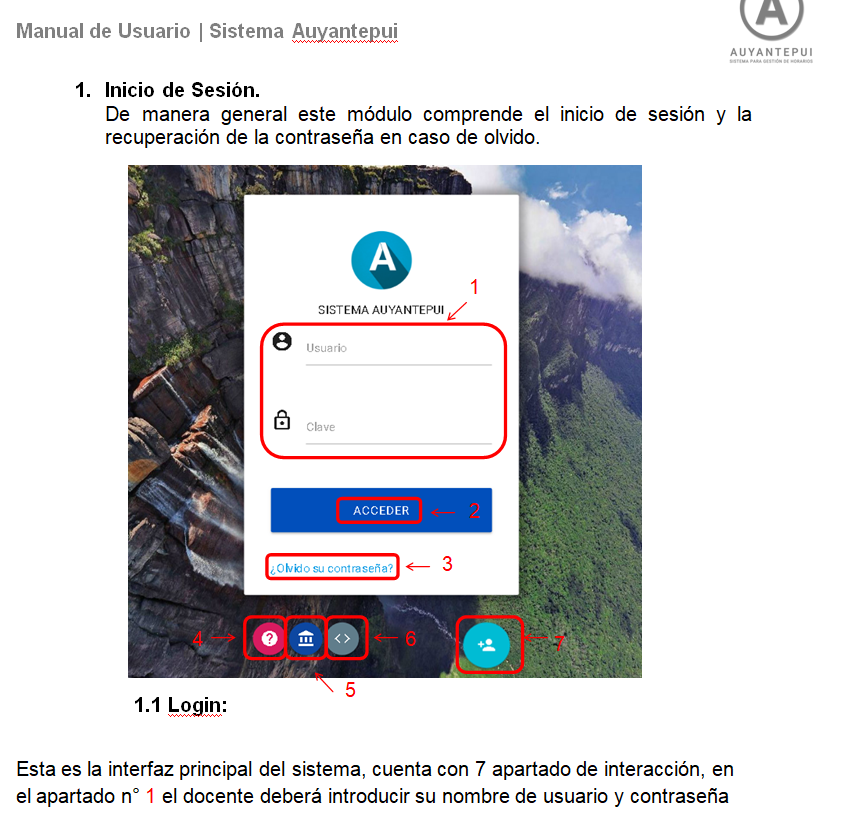 Manual de Usuario | Sistema Auyantepui
A
AUYANTEPUI
SISTEMA PARA GESTIÓN DE HORARIOS
1. Inicio de Sesión.
De manera general este módulo comprende el inicio de sesión y la
recuperación de la contraseña en caso de olvido.
A
1
SISTEMA AUYANTEPUI
Usuario
Clave
ACCEDER
2
¿Olvido su contraseña?
3
4
?
<>
6
7
5
1.1 Login:
Esta es la interfaz principal del sistema, cuenta con 7 apartado de interacción, en
el apartado n° 1 el docente deberá introducir su nombre de usuario y contraseña